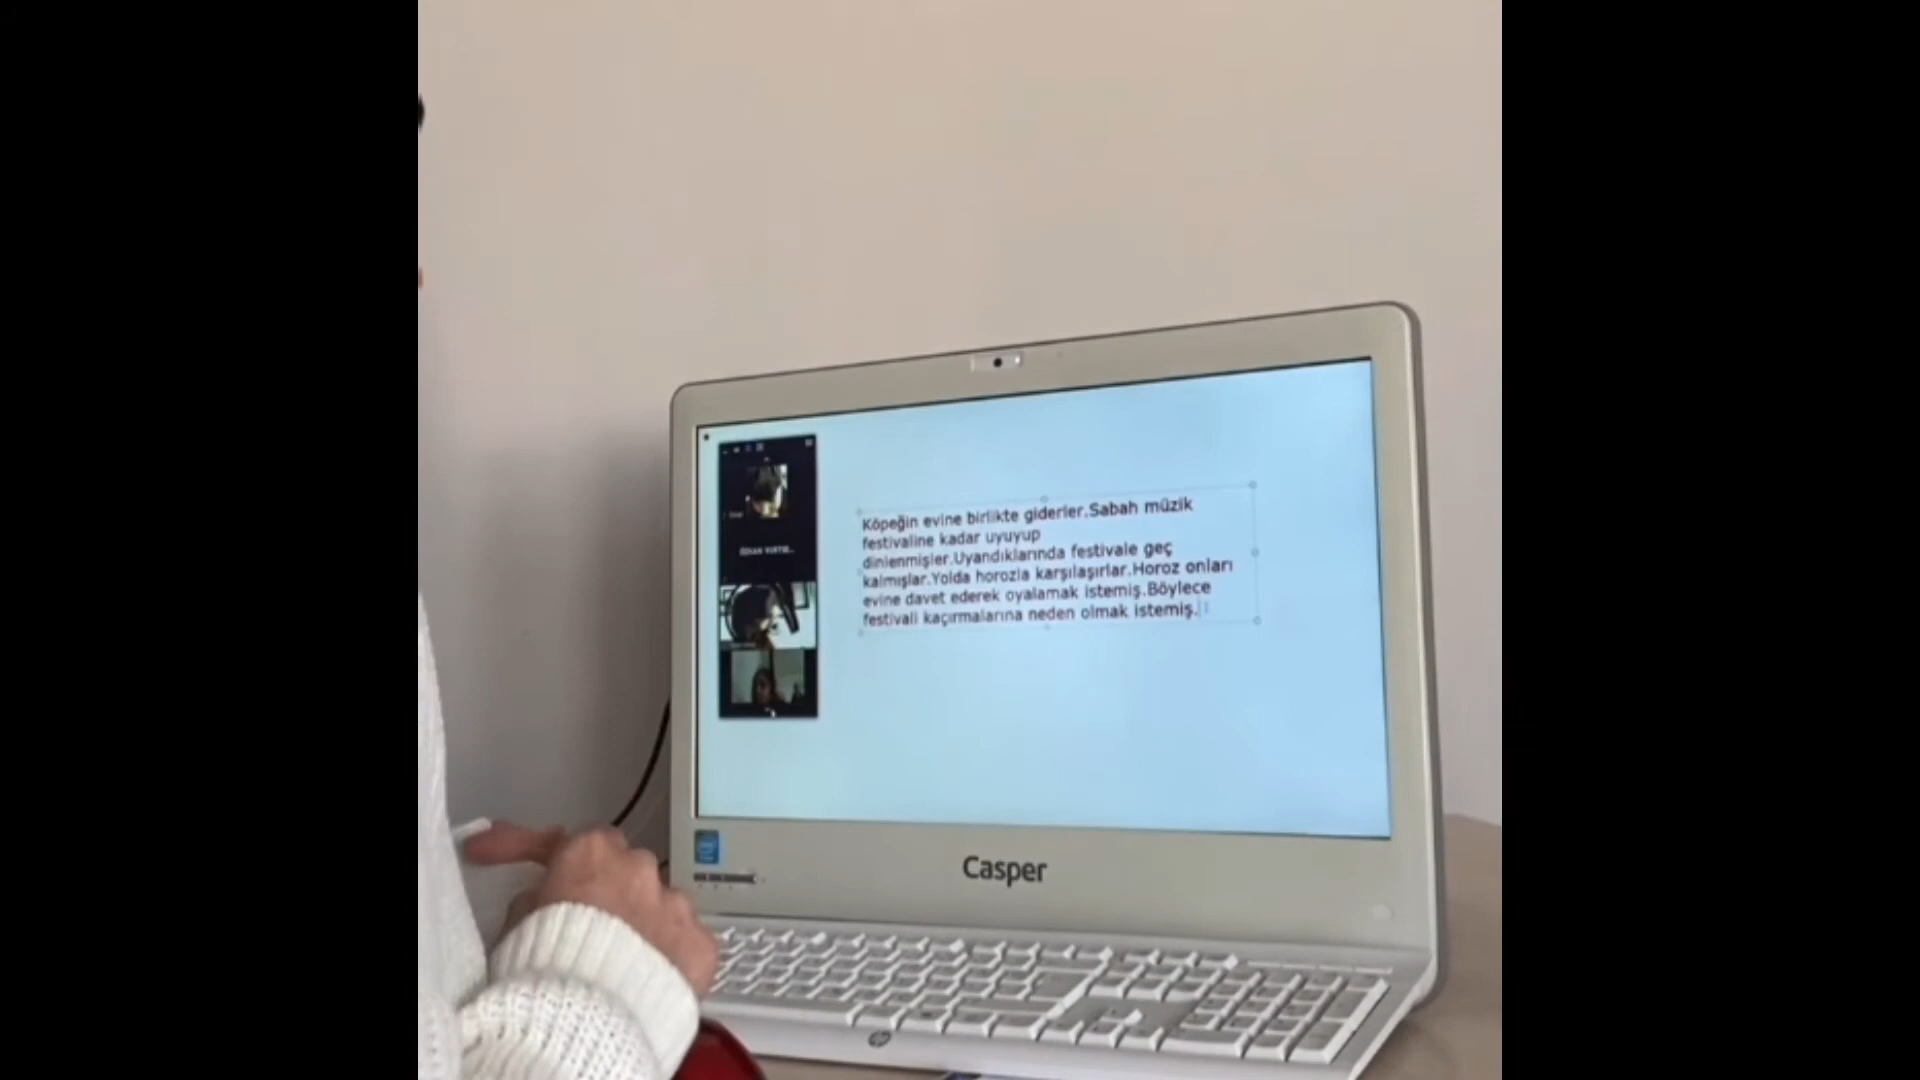 Köpeğin evine birlikte giderler.Sabah müzik
festivaline kadar uyuyup
dinlenmişler.Uyandıklarında festivale geç
kalmışlar.Yolda horozla karşılaşırlar.Horoz onları
evine davet ederek oyalamak istemiş.Böylece
festivali kaçırmalarına neden olmak istemiş.
Casper
hp